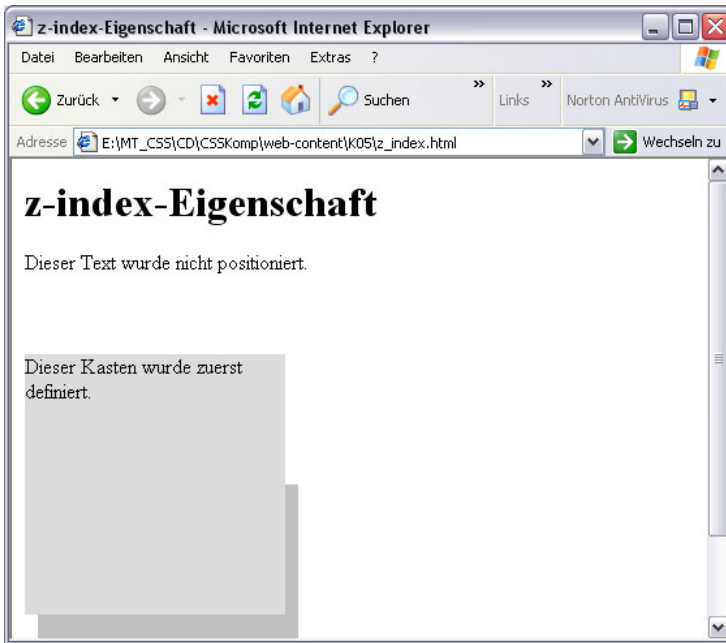 z-index-Eigenschaft - Microsoft Internet Explorer
Datei Bearbeiten Ansicht Favoriten Extras ?
Zurück Suchen » Links » Norton AntiVirus
Adresse E:\MT_CSS\CD\CSSKomp\web-content\K05\z_index.html Wechseln zu
z-index-Eigenschaft
Dieser Text wurde nicht positioniert.
Dieser Kasten wurde zuerst
definiert.